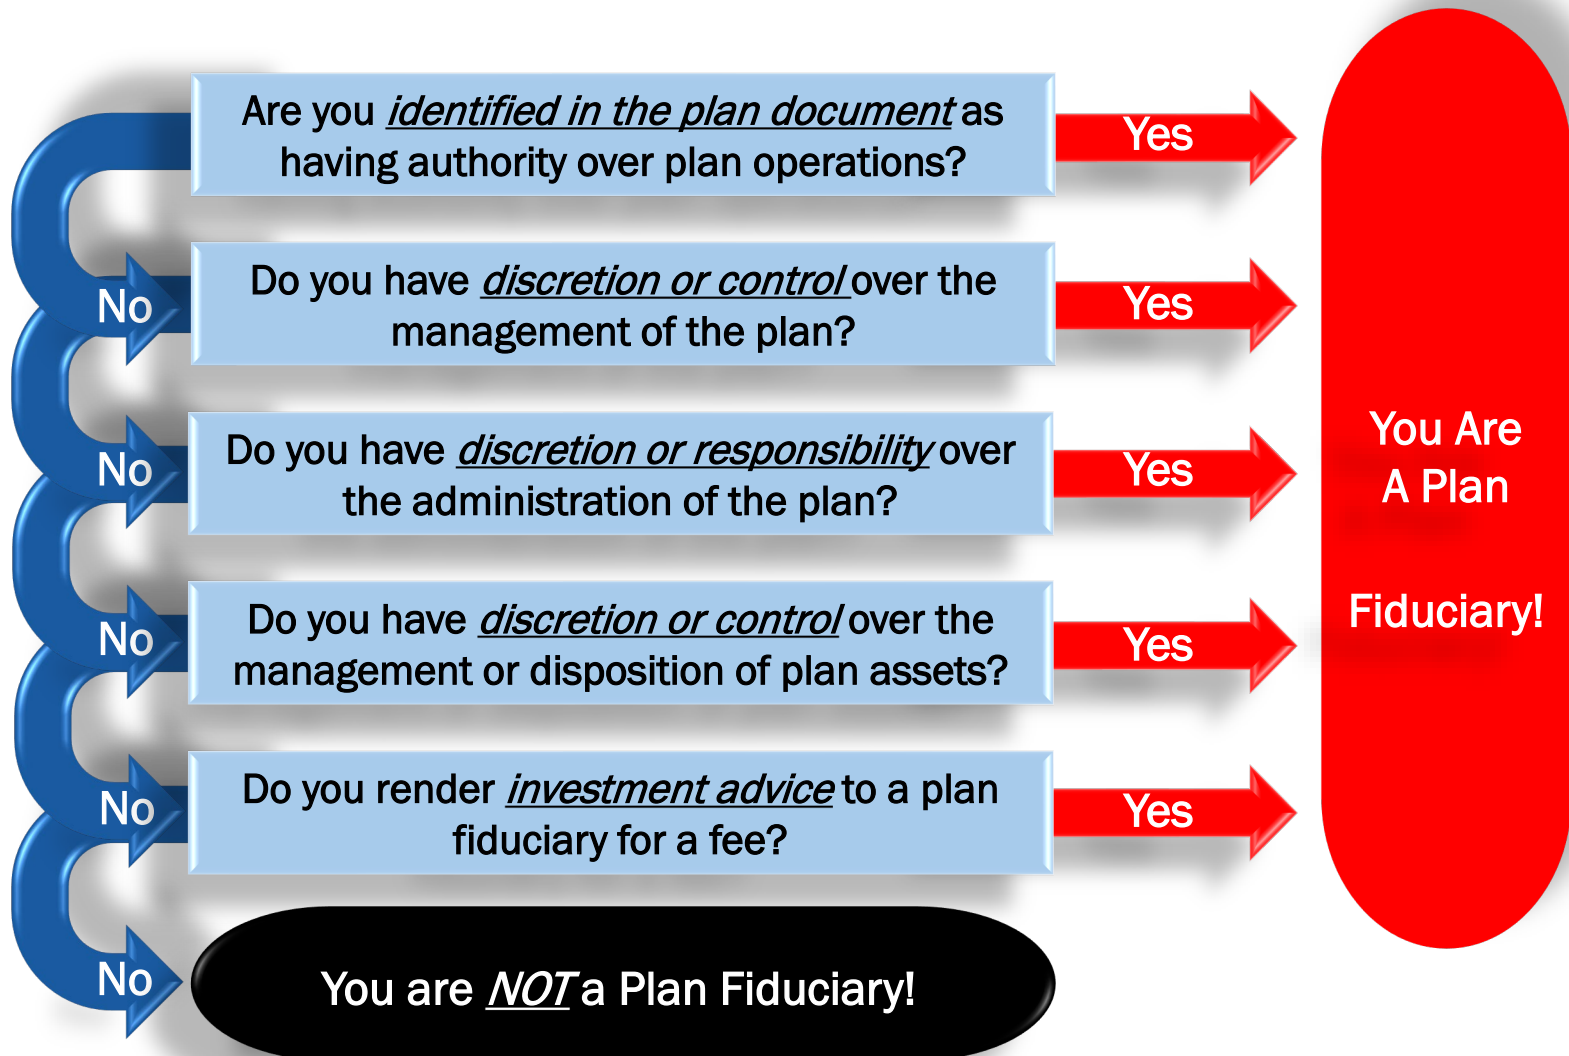 Are you identified in the plan document as
having authority over plan operations?
Yes
No
Do you have discretion or control over the
management of the plan?
Yes
No
Do you have discretion or responsibility over
the administration of the plan?
Yes
No
Do you have discretion or control over the
management or disposition of plan assets?
Yes
No
Do you render investment advice to a plan
fiduciary for a fee?
Yes
No
You are NOT a Plan Fiduciary!
You Are
A Plan
Fiduciary!